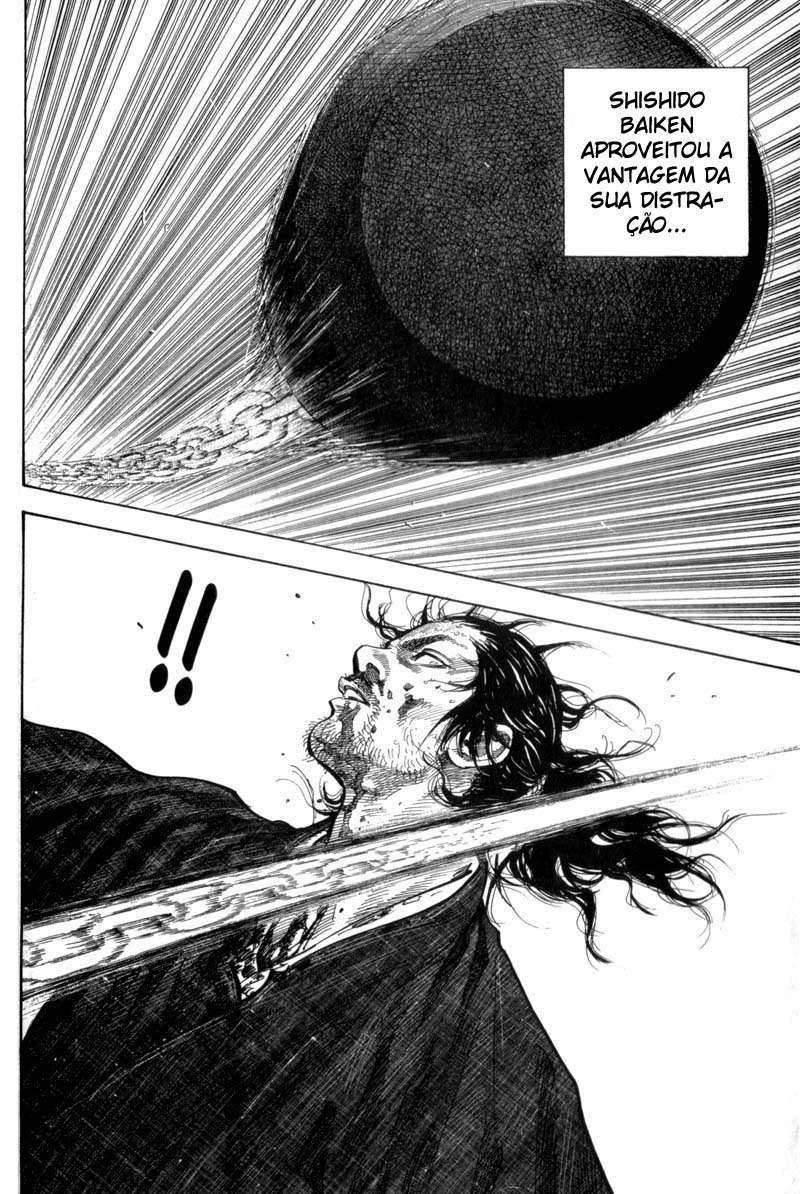 SHISHIDO
BAIKEN
APROVEITOU A
VANTAGEM DA
SUA DISTRA-
ÇÃO...
!!